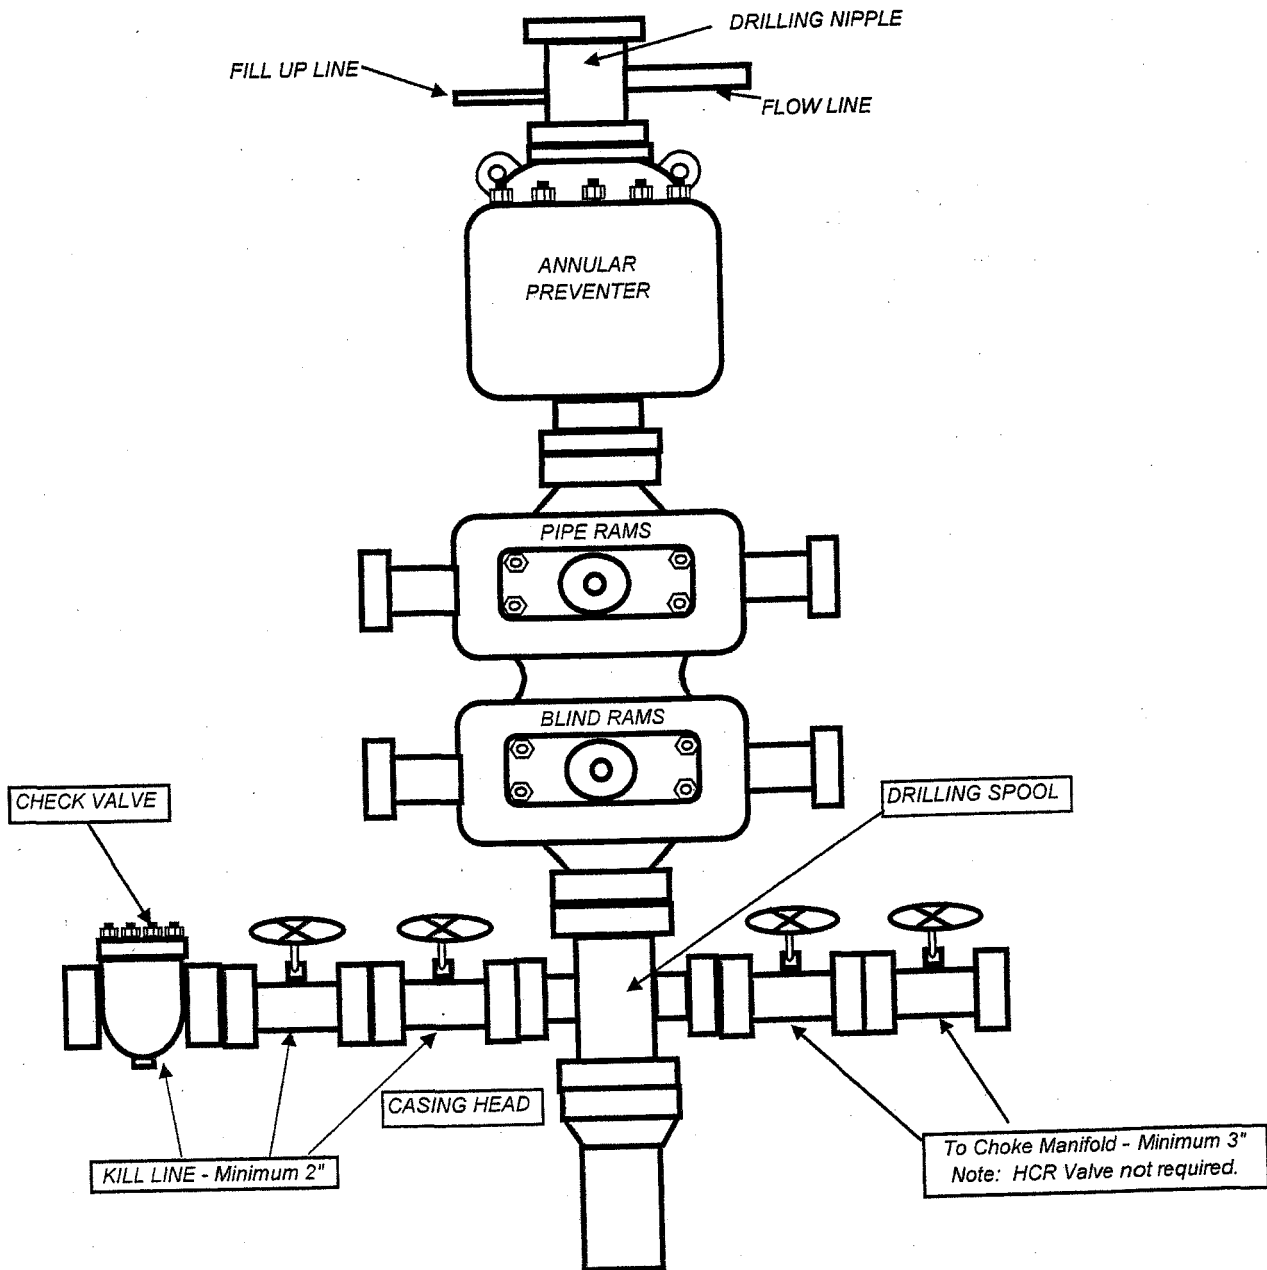 DRILLING NIPPLE
FILL UP LINE
FLOW LINE
ANNULAR
PREVENTER
PIPE RAMS
BLIND RAMS
CHECK VALVE
DRILLING SPOOL
CASING HEAD
KILL LINE - Minimum 2"
To Choke Manifold - Minimum 3"
Note: HCR Valve not required.